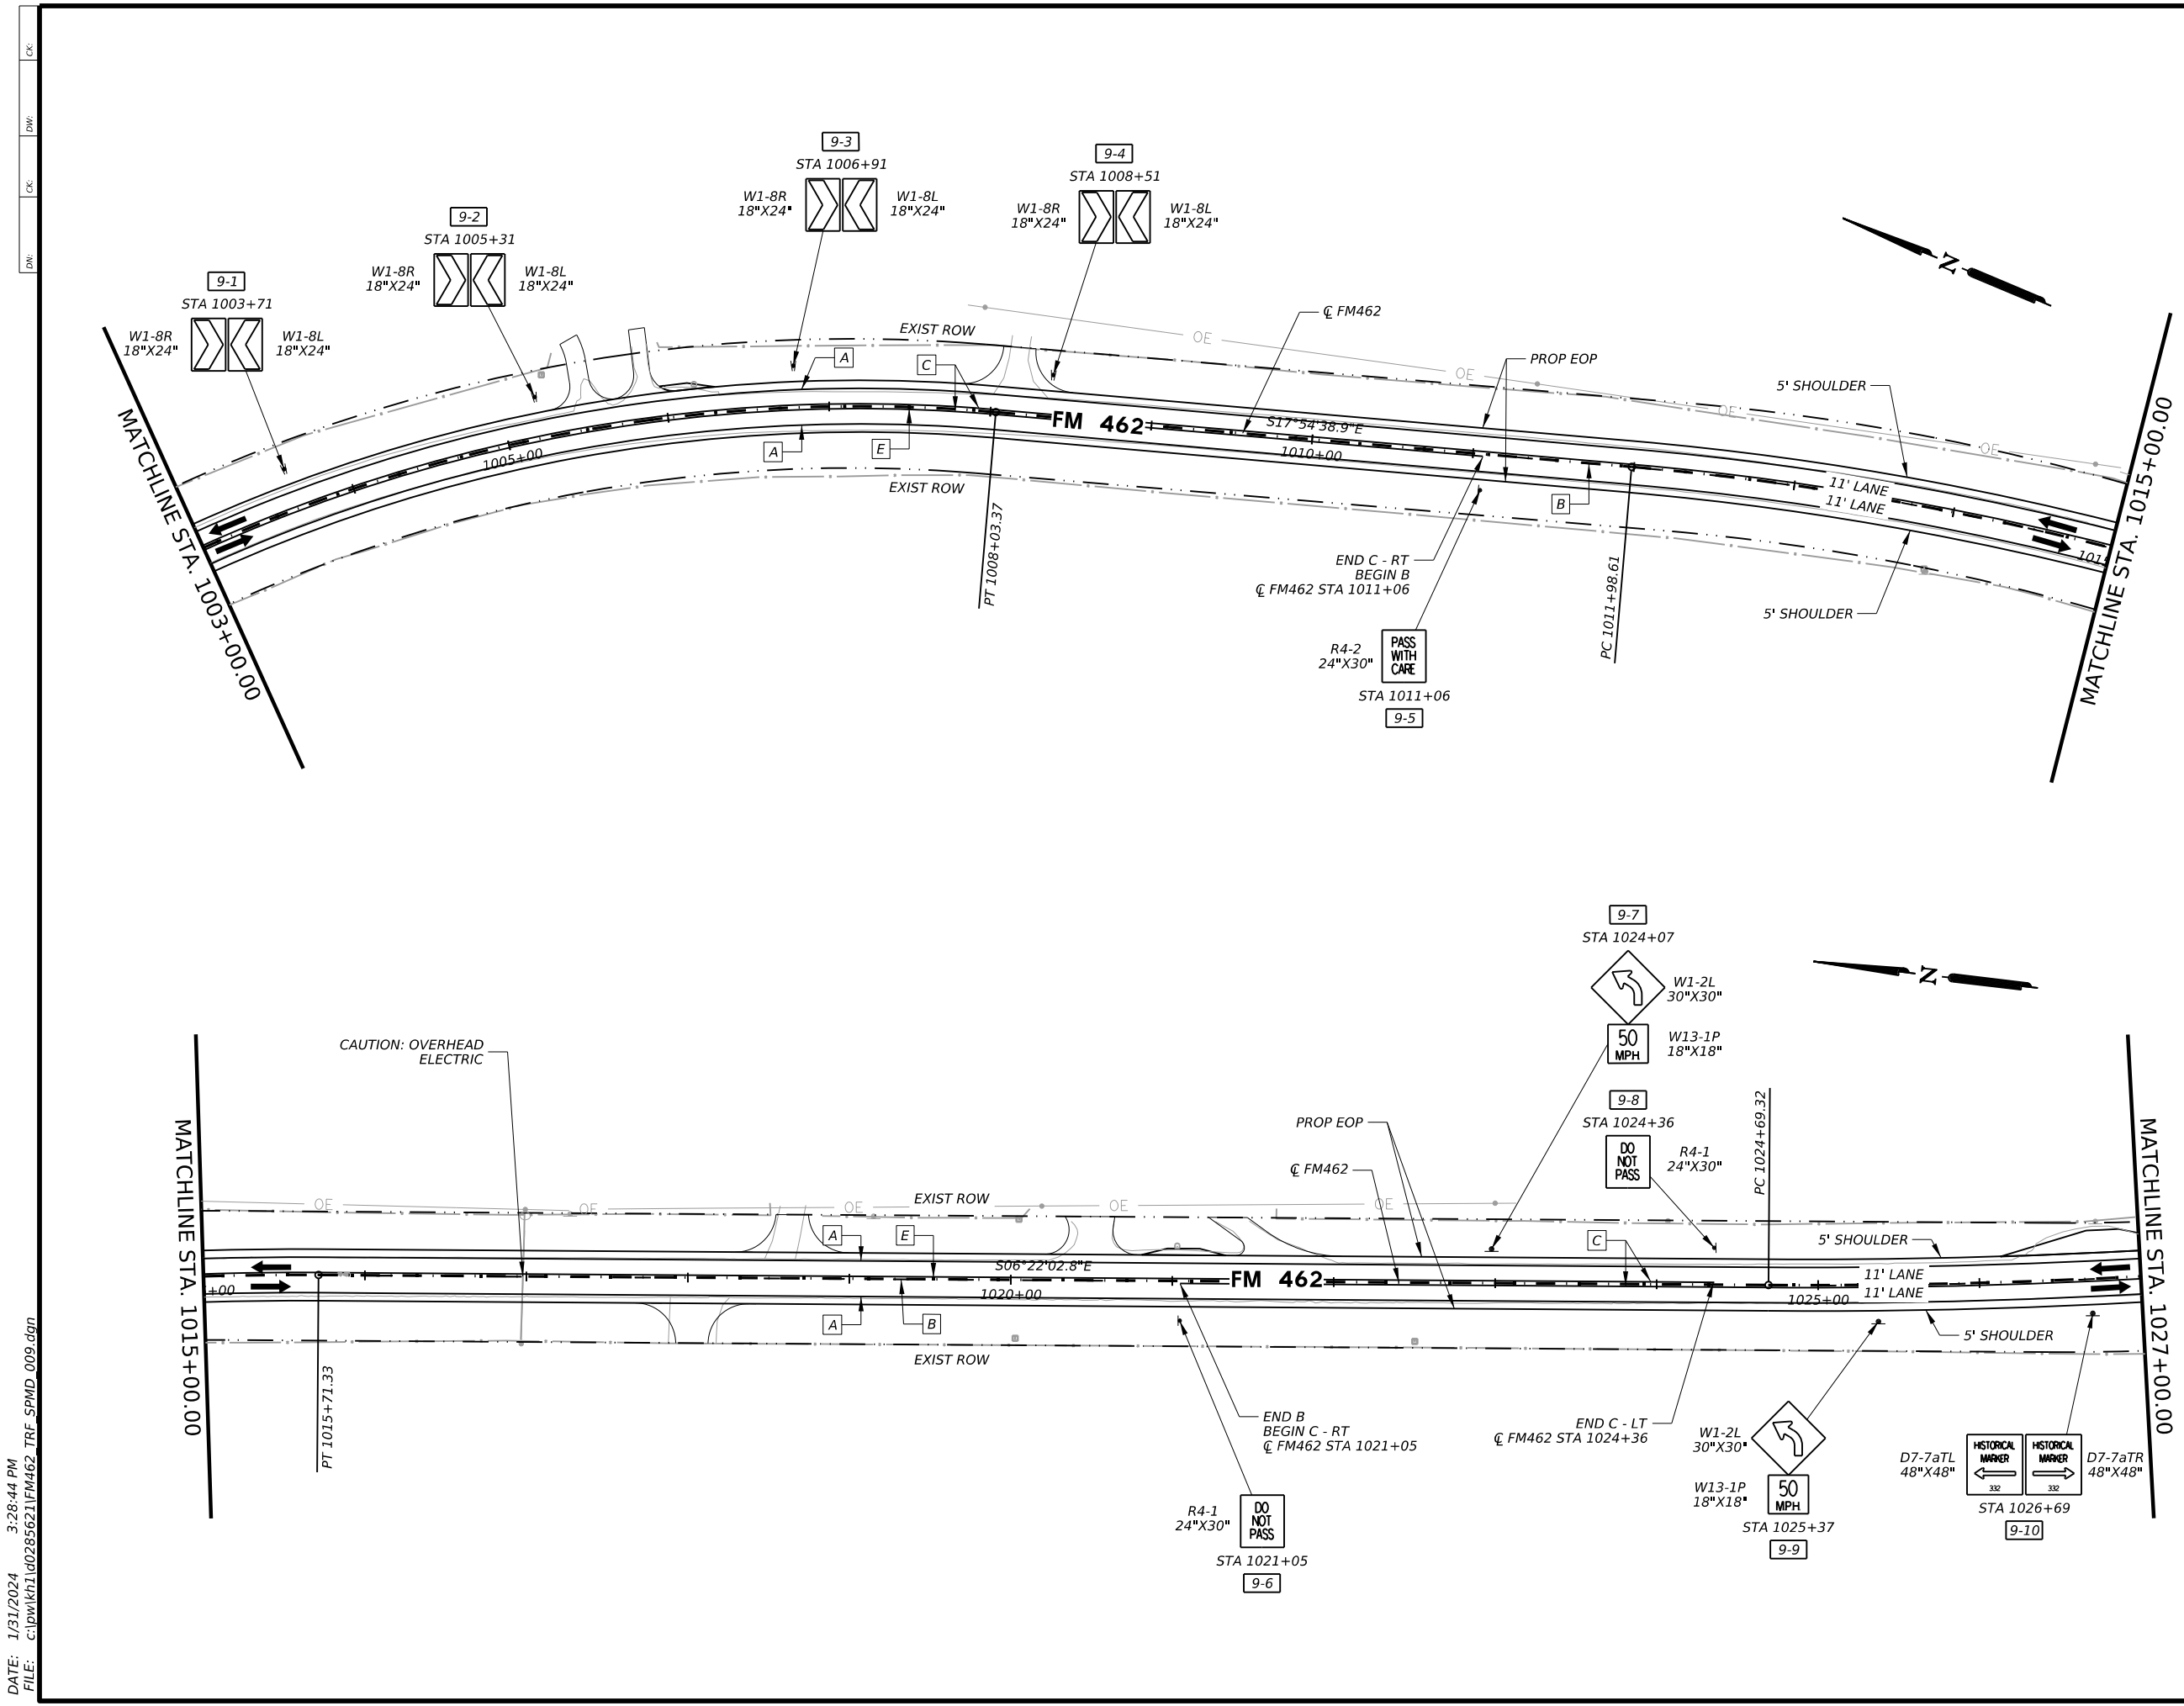 CK:
DW:
CK:
DN:
9-1
STA 1003+71
W1-8R
18"X24"
W1-8L
18"X24"
9-2
STA 1005+31
W1-8R
18"X24"
W1-8L
18"X24"
9-3
STA 1006+91
W1-8R
18"X24"
W1-8L
18"X24"
9-4
STA 1008+51
W1-8R
18"X24"
W1-8L
18"X24"
N
EXIST ROW
OE
OE
OE
OE
℄ FM462
PROP EOP
5' SHOULDER
A
C
A
E
FM 462
S17°54'38.9"E
1005+00
1010+00
EXIST ROW
B
11' LANE
11' LANE
MATCHLINE STA. 1003+00.00
MATCHLINE STA. 1015+00.00
PT 1008+03.37
PC 1011+98.61
END C - RT
BEGIN B
℄ FM462 STA 1011+06
5' SHOULDER
R4-2
24"X30"
PASS
WITH
CARE
STA 1011+06
9-5
9-7
STA 1024+07
W1-2L
30"X30"
50
MPH
W13-1P
18"X18"
N
9-8
STA 1024+36
DO
NOT
PASS
R4-1
24"X30"
CAUTION: OVERHEAD
ELECTRIC
PROP EOP
℄ FM462
PC 1024+69.32
MATCHLINE STA. 1015+00.00
MATCHLINE STA. 1027+00.00
OE
OE
OE
OE
OE
EXIST ROW
A
E
C
5' SHOULDER
S06°22'02.8"E
FM 462
11' LANE
11' LANE
+00
1020+00
1025+00
A
B
5' SHOULDER
EXIST ROW
PT 1015+71.33
END B
BEGIN C - RT
℄ FM462 STA 1021+05
END C - LT
℄ FM462 STA 1024+36
R4-1
24"X30"
DO
NOT
PASS
STA 1021+05
9-6
W1-2L
30"X30"
W13-1P
18"X18"
50
MPH
STA 1025+37
9-9
D7-7aTL
48"X48"
HISTORICAL
MARKER
332
HISTORICAL
MARKER
332
D7-7aTR
48"X48"
STA 1026+69
9-10
DATE: 1/31/2024 3:28:44 PM
FILE: c:\pw\kh1\d0285621\FM462_TRF_SPMD_009.dgn